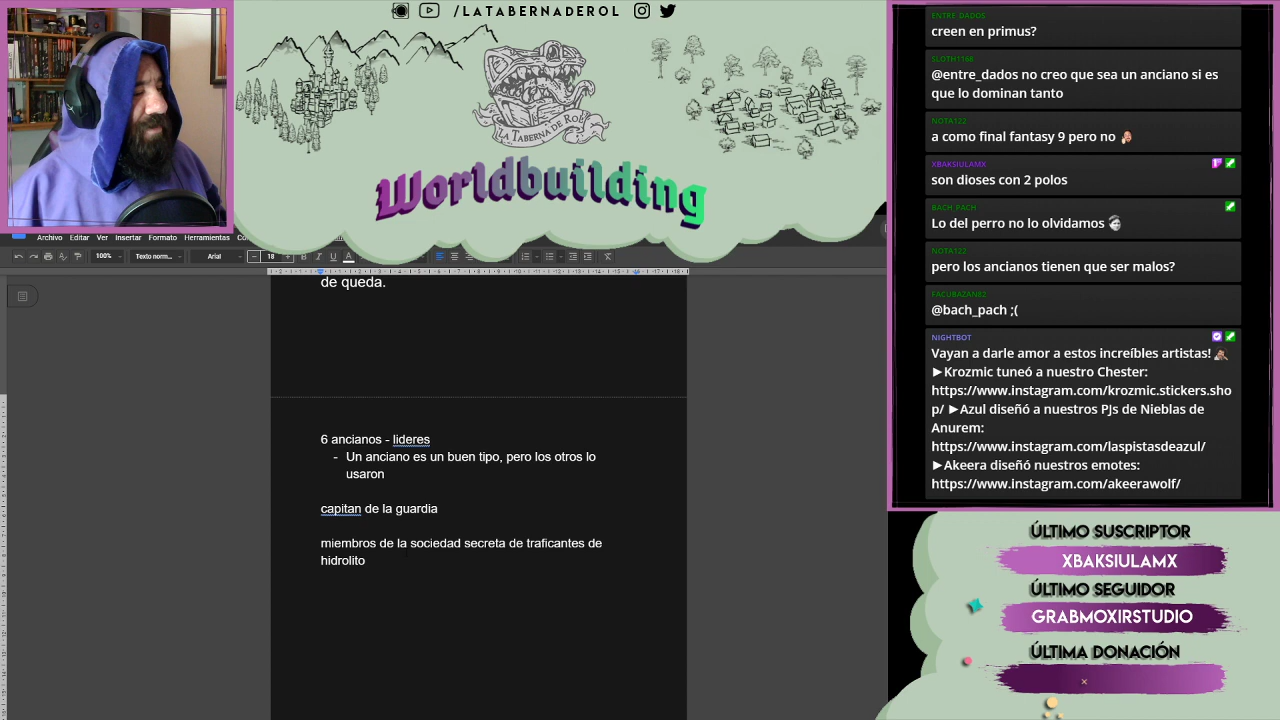 /LATABERNADEROL
LA TABERNA DE ROL
Worldbuilding
Archivo Editar Ver Insertar Formato Herramientas
100% Texto norm... Arial 18
de queda.
6 ancianos - lideres
- Un anciano es un buen tipo, pero los otros lo
usaron
capitan de la guardia
miembros de la sociedad secreta de traficantes de
hidrolito
ENTRE_DADOS
creen en primus?
SLOTH1168
@entre_dados no creo que sea un anciano si es
que lo dominan tanto
NOTA122
a como final fantasy 9 pero no
XBAKSIULAMX
son dioses con 2 polos
BACH_PACH
Lo del perro no lo olvidamos
NOTA122
pero los ancianos tienen que ser malos?
FACUBAZAN82
@bach_pach ;(
NIGHTBOT
Vayan a darle amor a estos increíbles artistas!
►Krozmic tuneó a nuestro Chester:
https://www.instagram.com/krozmic.stickers.sho
p/ ►Azul diseñó a nuestros PJs de Nieblas de
Anurem:
https://www.instagram.com/laspistasdeazul/
►Akeera diseñó nuestros emotes:
https://www.instagram.com/akeerawolf/
ÚLTIMO SUSCRIPTOR
XBAKSIULAMX
ÚLTIMO SEGUIDOR
GRABMOXIRSTUDIO
ÚLTIMA DONACIÓN